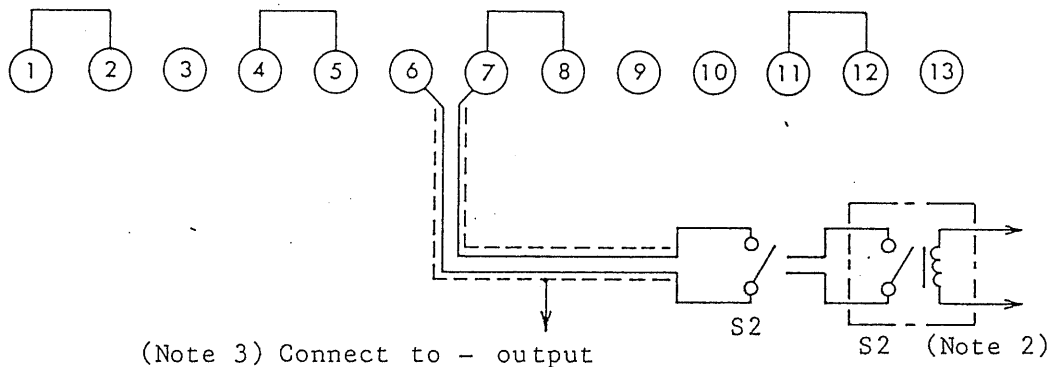 1 2 3 4 5 6 7 8 9 10 11 12 13
S2
S2 (Note 2)
(Note 3) Connect to – output